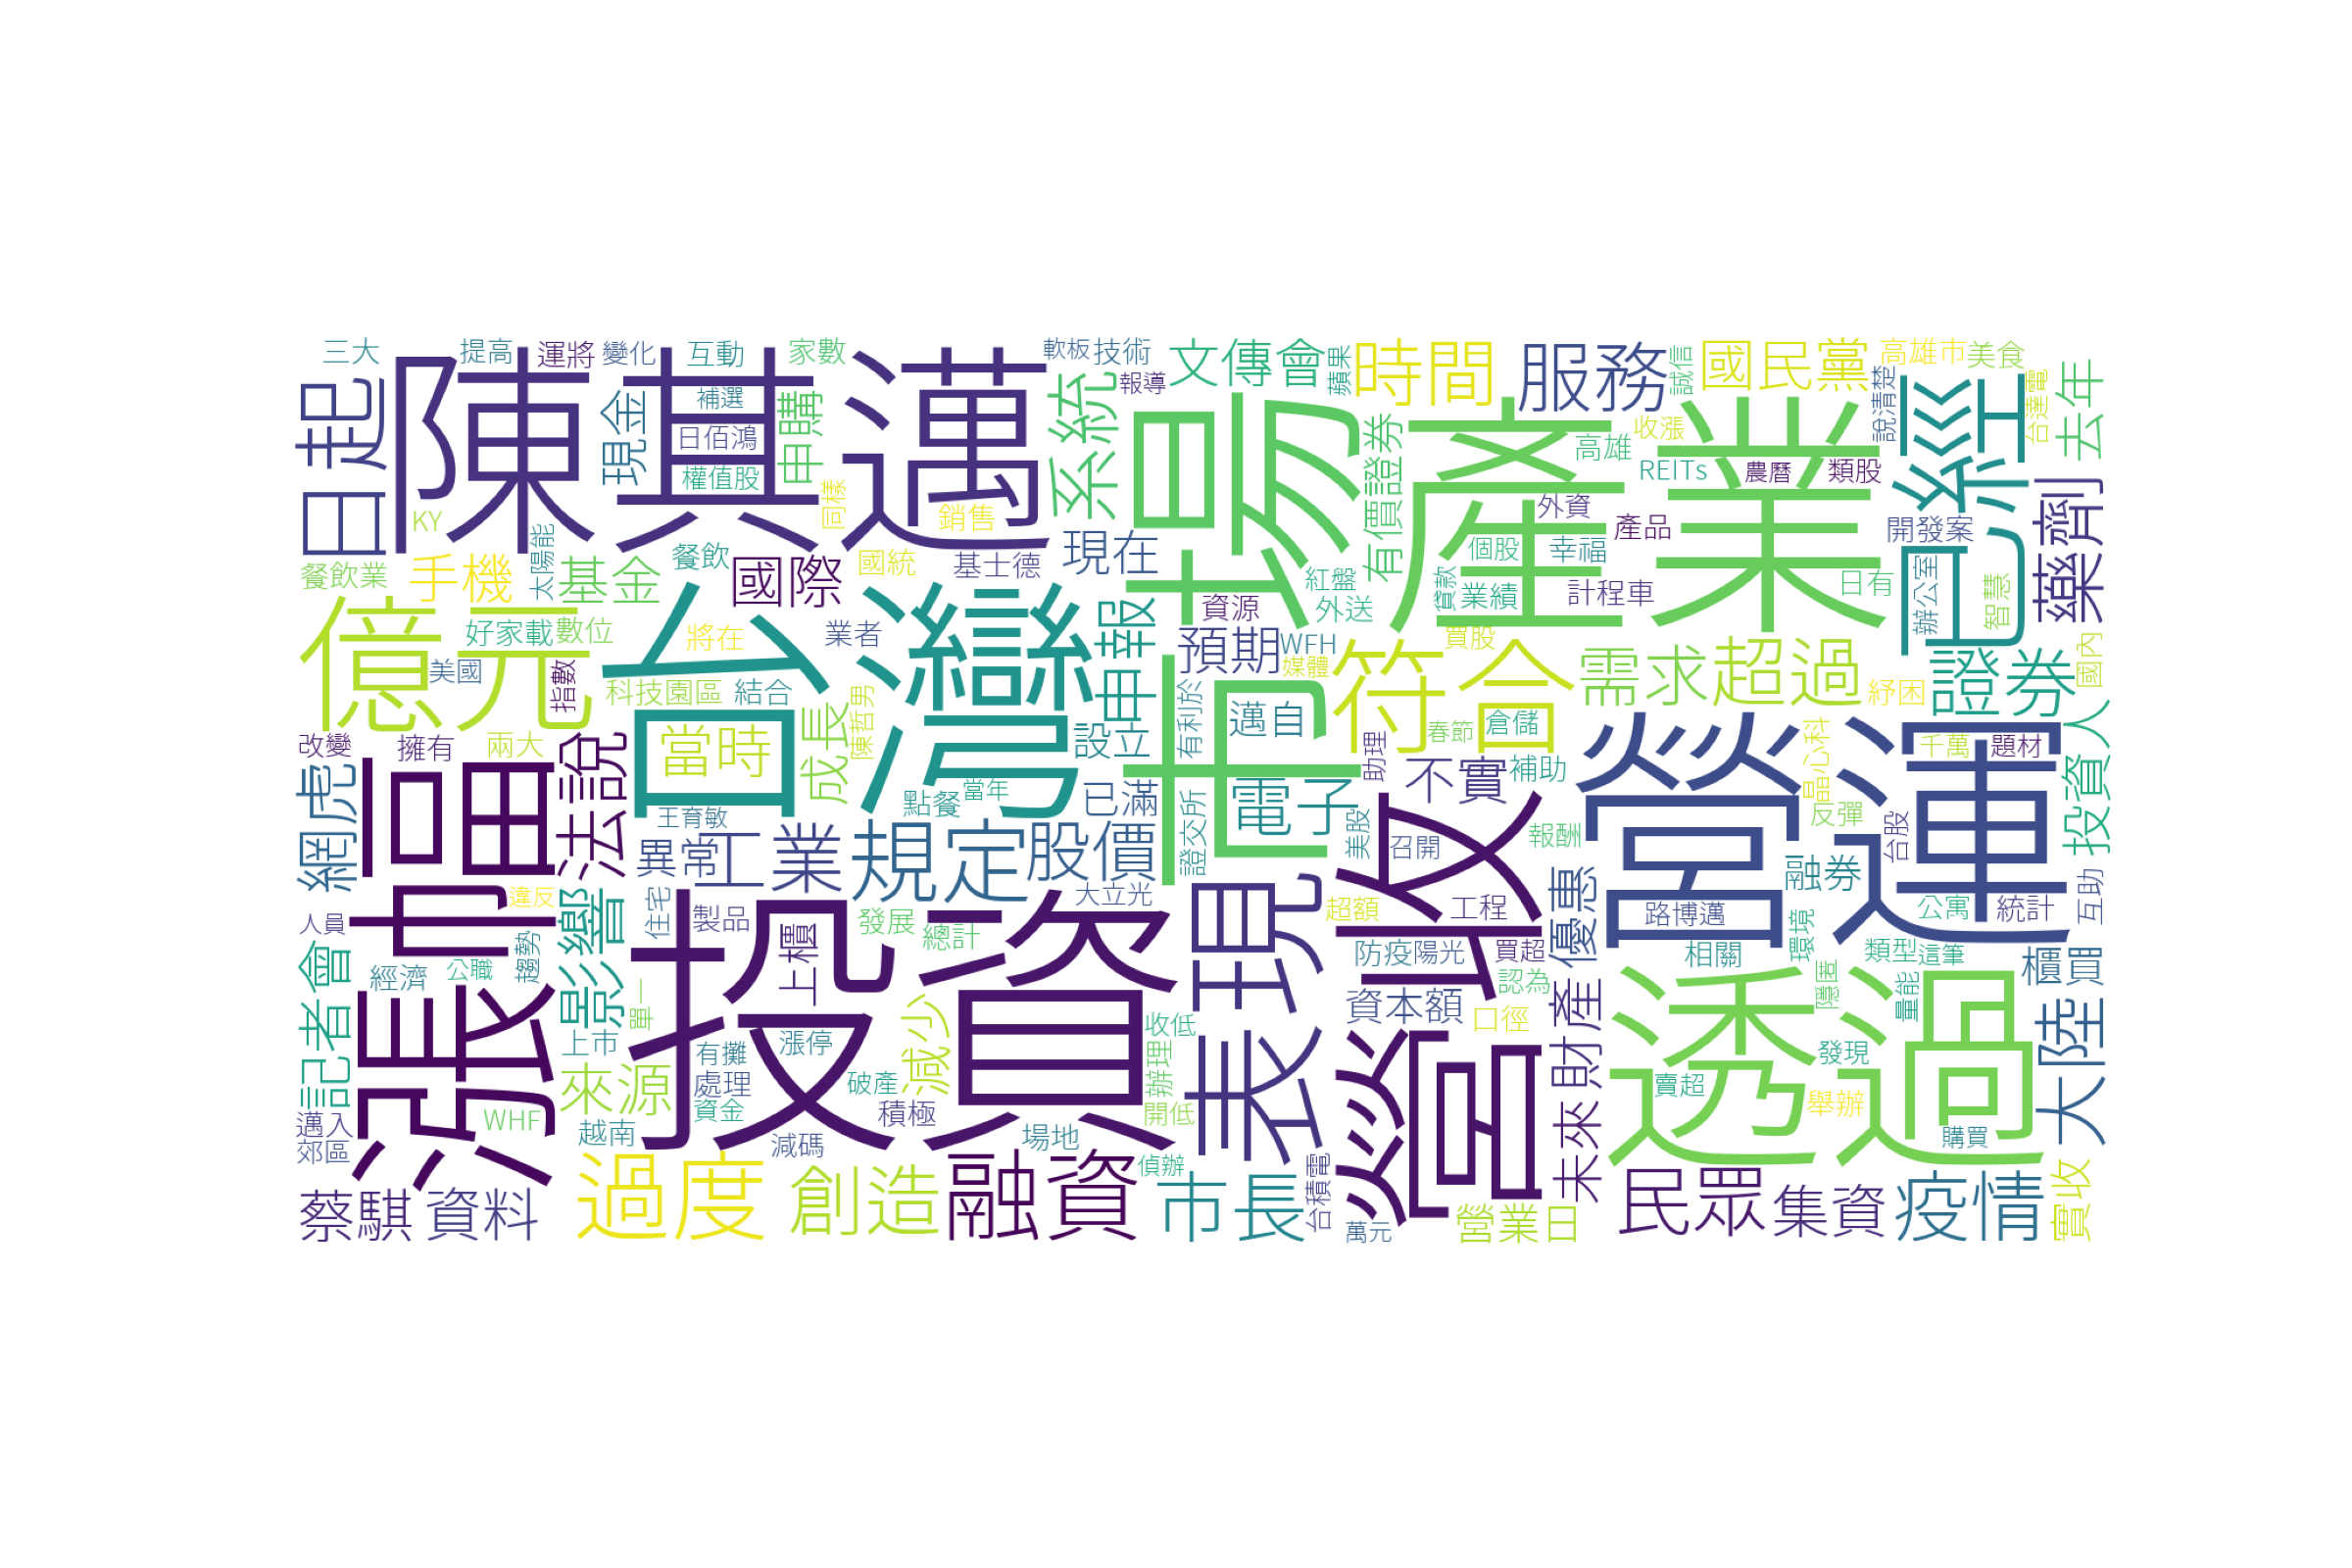 三大
提高
運將
變化
互動
家數
軟板
技術
文傳會
蘋果
時間
服務
誠信
國民黨
高雄市
美食
日起
陳其邁
現金
補選
日佰鴻
權值股
申購
系統
報導
市場
產業
有價證券
高雄
收漲
REITs
農曆
類股
說清楚
已經
台達電
去年
KY
同樣
銷售
外資
產品
開發案
藥劑
餐飲業
手機
太陽能
基金
餐飲
國際
國統
基士德
現在
個股
幸福
紅盤
貸款
業績
計程車
日有
辦公室
智慧
億元
好家載
數位
台灣
業者
申報
資源
外送
預期
WFH
買股
媒體
符合
需求
超過
紓困
證券
國內
美國
指數
將在
科技園區
結合
陳哲男
成長
當時
設立
有利於
邁自
春節
倉儲
營運
晶心科
千萬
題材
投資人
改變
擁有
兩大
法說
張帽富
網虎
王育敏
點餐
當年
已滿
證交所
電子
助理
不實
補助
美股
召開
報酬
反彈
台股
異常
工業
規定
股價
營收
優惠
融券
路博邁
公寓
統計
互助
人員
違反
影響
住宅
製品
上櫃
發展
總計
大立光
表現
超額
工程
防疫陽光
買超
相關
環境
類型
這筆
櫃買
記者會
經濟
公職
趨勢
單一
投資
資本額
認為
口徑
未來
財產
透過
隱匿
量能
大陸
上市
有攤
漲停
減少
收低
辦理
開低
發現
賣超
舉辦
購買
邁入
郊區
WHF
來源
越南
處理
資金
減碼
破產
積極
場地
偵辦
台積電
蔡騏
資料
過度
創造
融資
市長
萬元
營業日
民眾
集資
疫情
實收